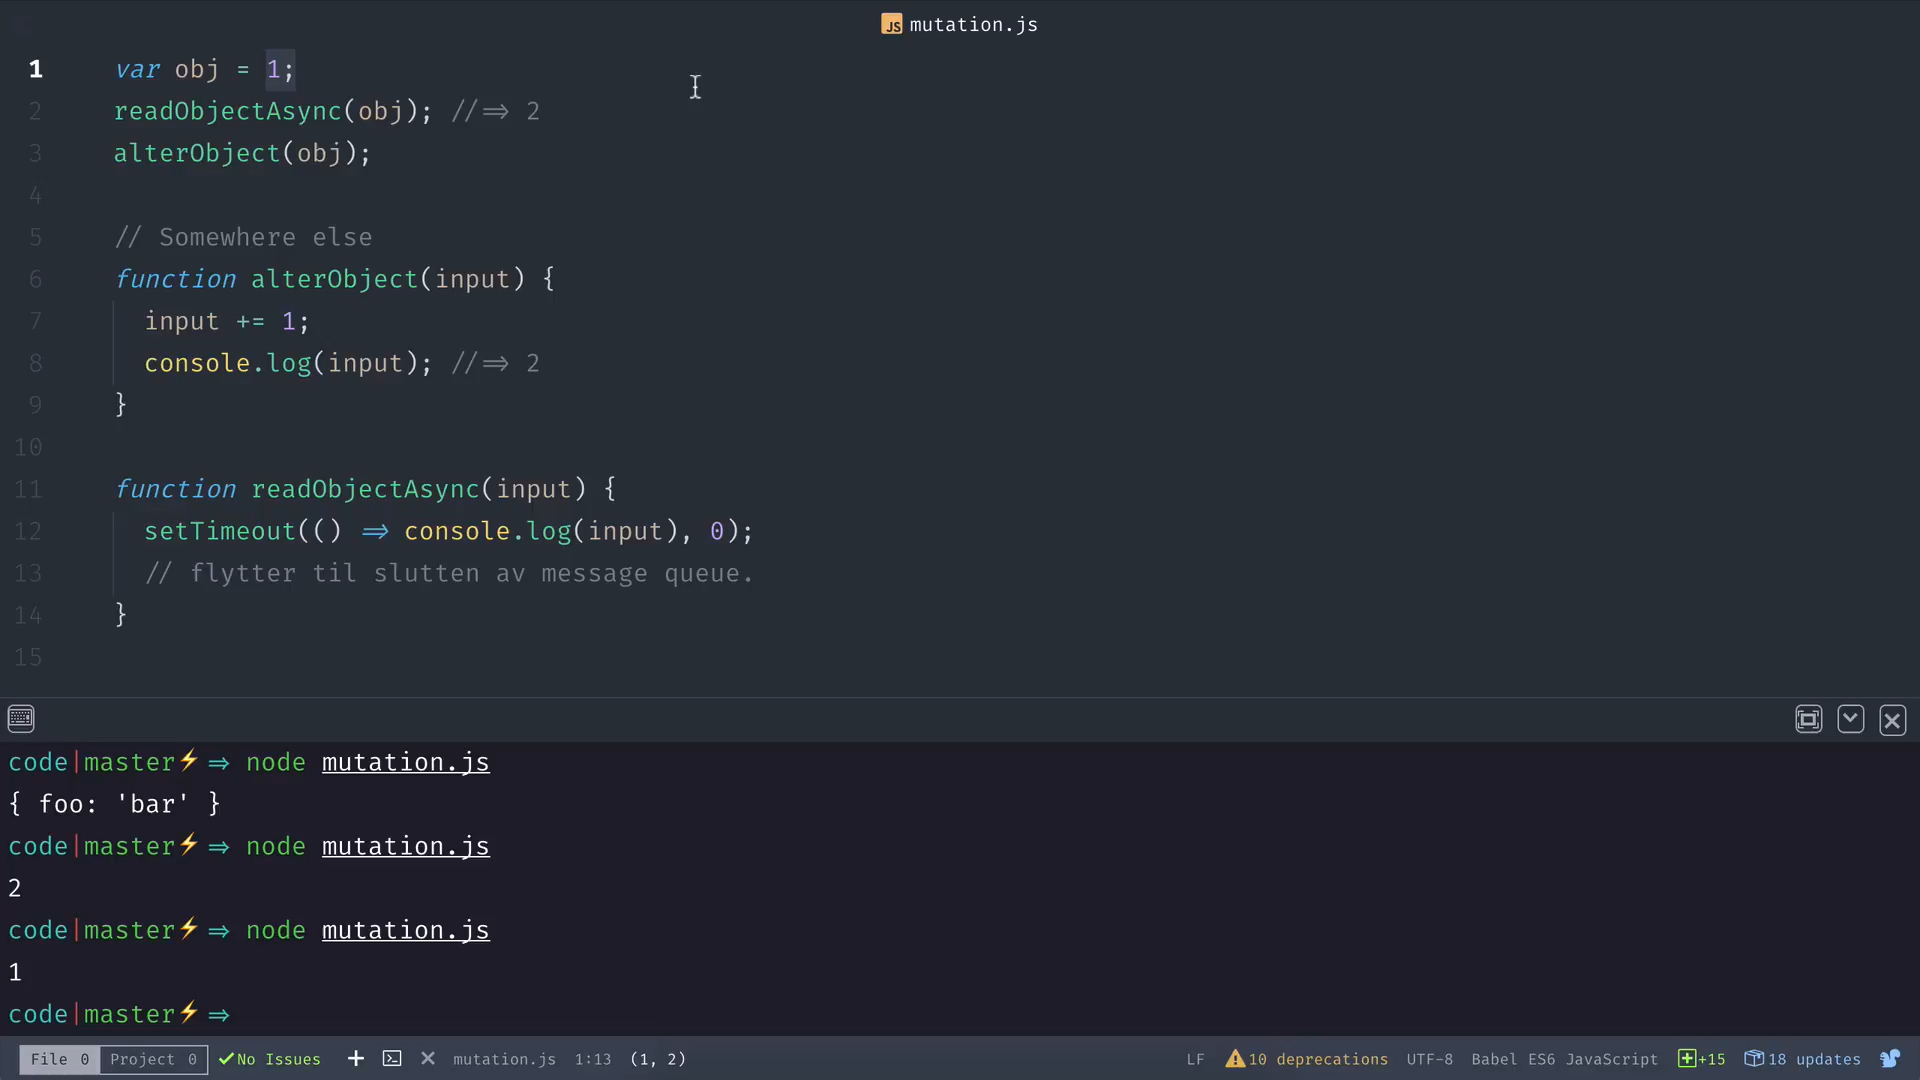 JS mutation.js
1 var obj = 1;
2 readObjectAsync(obj); //=> 2
3 alterObject(obj);
4
5 // Somewhere else
6 function alterObject(input) {
7 input += 1;
8 console.log(input); //=> 2
9 }
10
11 function readObjectAsync(input) {
12 setTimeout(() => console.log(input), 0);
13 // flytter til slutten av message queue.
14 }
15
code|master⚡ => node mutation.js
{ foo: 'bar' }
code|master⚡ => node mutation.js
2
code|master⚡ => node mutation.js
1
code|master⚡ =>
File 0 Project 0 No Issues mutation.js 1:13 (1, 2) LF 10 deprecations UTF-8 Babel ES6 JavaScript +15 18 updates